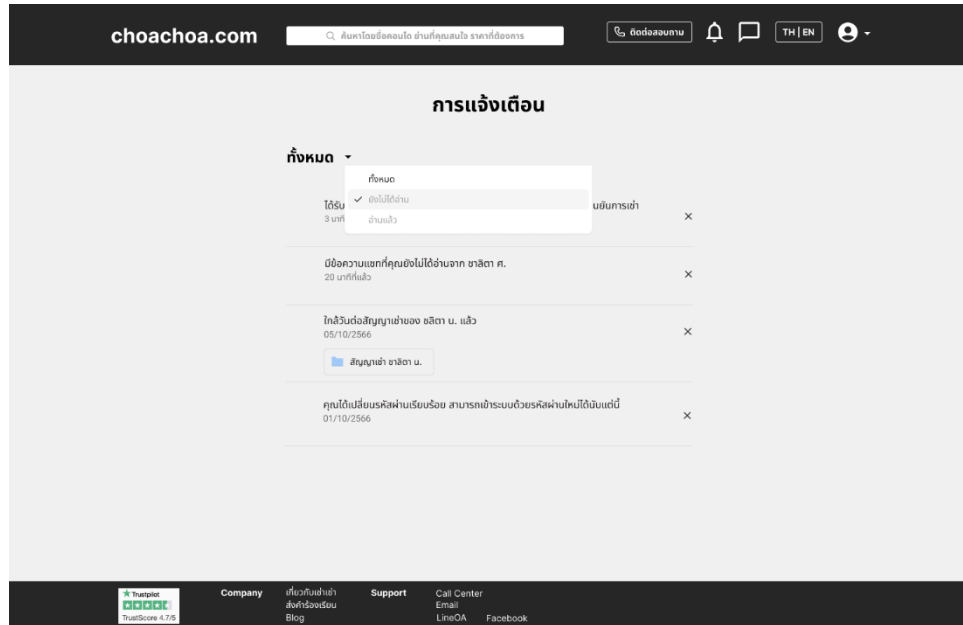 choachoa.com
ค้นหาโดยชื่อคอนโด ย่านที่คุณสนใจ ราคาที่ต้องการ
ติดต่อสอบถาม
TH | EN
การแจ้งเตือน
ทั้งหมด
ทั้งหมด
ยังไม่ได้อ่าน
อ่านแล้ว
ได้รับ
นยันการเช่า
3 นาที
มีข้อความแชทที่คุณยังไม่ได้อ่านจาก ชาลิตา ศ.
20 นาทีที่แล้ว
ใกล้วันต่อสัญญาเช่าของ ชลิตา น. แล้ว
05/10/2566
สัญญาเช่า ชาลิตา น.
คุณได้เปลี่ยนรหัสผ่านเรียบร้อย สามารถเข้าระบบด้วยรหัสผ่านใหม่ได้นับแต่นี้
01/10/2566
Trustpilot
TrustScore 4.7/5
Company
เกี่ยวกับเช่าเช่า
ส่งคำร้องเรียน
Blog
Support
Call Center
Email
LineOA Facebook